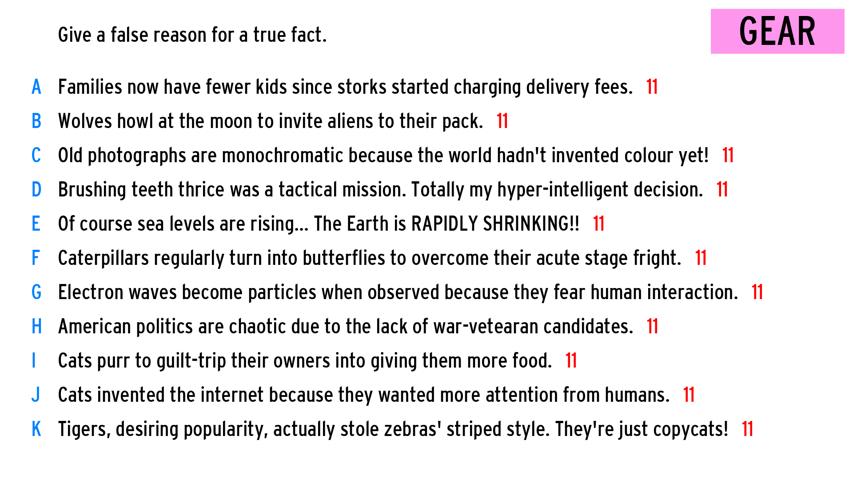 Give a false reason for a true fact.
GEAR
A Families now have fewer kids since storks started charging delivery fees. 11
B Wolves howl at the moon to invite aliens to their pack. 11
C Old photographs are monochromatic because the world hadn't invented colour yet! 11
D Brushing teeth thrice was a tactical mission. Totally my hyper-intelligent decision. 11
E Of course sea levels are rising... The Earth is RAPIDLY SHRINKING!! 11
F Caterpillars regularly turn into butterflies to overcome their acute stage fright. 11
G Electron waves become particles when observed because they fear human interaction. 11
H American politics are chaotic due to the lack of war-vetearan candidates. 11
I Cats purr to guilt-trip their owners into giving them more food. 11
J Cats invented the internet because they wanted more attention from humans. 11
K Tigers, desiring popularity, actually stole zebras' striped style. They're just copycats! 11